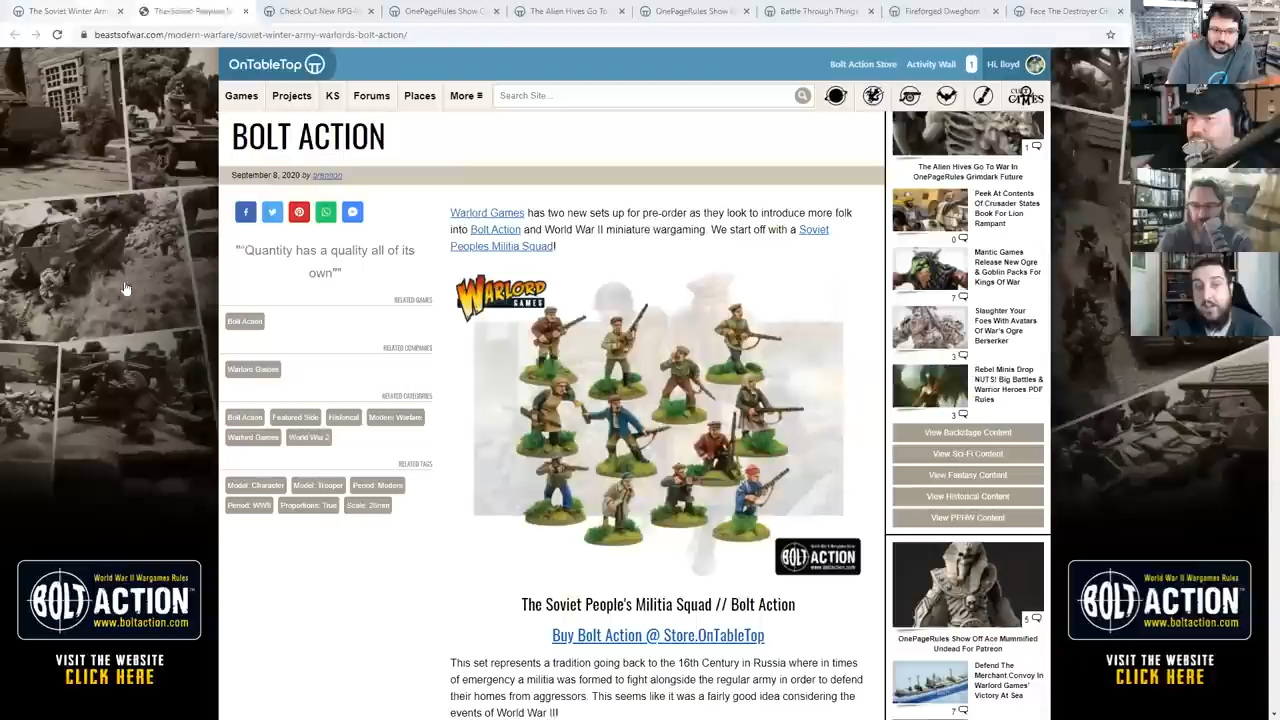 The Soviet Winter Arm
The Soviet Peoples M
Check Out New RPG-
OnePageRules Show O
The Alien Hives Go To
OnePageRules Show
Battle Through Things
Fireforged Dweghom
Face The Destroyer Ci
beastsofwar.com/modern-warfare/soviet-winter-army-warlords-bolt-action/
OnTableTop
Bolt Action Store
Activity Wall
1
Hi, lloyd
Games
Projects
KS
Forums
Places
More ≡
Search Site...
GAMES
BOLT ACTION
September 8, 2020 by brennon
""Quantity has a quality all of its
own""
RELATED GAMES
Bolt Action
RELATED COMPANIES
Warlord Games
RELATED CATEGORIES
Bolt Action
Featured Side
Historical
Modern Warfare
Warlord Games
World War 2
RELATED TAGS
Model: Character
Model: Trooper
Period: Modern
Period: WWII
Proportions: True
Scale: 28mm
Warlord Games has two new sets up for pre-order as they look to introduce more folk
into Bolt Action and World War II miniature wargaming. We start off with a Soviet
Peoples Militia Squad!
WARLORD
GAMES
BOLT ACTION
www.boltaction.com
The Soviet People's Militia Squad // Bolt Action
Buy Bolt Action @ Store.OnTableTop
This set represents a tradition going back to the 16th Century in Russia where in times
of emergency a militia was formed to fight alongside the regular army in order to defend
their homes from aggressors. This seems like it was a fairly good idea considering the
events of World War II!
1
The Alien Hives Go To War In
OnePageRules Grimdark Future
Peek At Contents
Of Crusader States
Book For Lion
Rampant
0
Mantic Games
Release New Ogre
& Goblin Packs For
Kings Of War
7
Slaughter Your
Foes With Avatars
Of War's Ogre
Berserker
3
Rebel Minis Drop
NUTS! Big Battles &
Warrior Heroes PDF
Rules
3
View Backstage Content
View Sci-Fi Content
View Fantasy Content
View Historical Content
View PPHW Content
5
OnePageRules Show Off Ace Mummified
Undead For Patreon
Defend The
Merchant Convoy In
Warlord Games'
Victory At Sea
7
World War II Wargames Rules
BOLT ACTION
www.boltaction.com
VISIT THE WEBSITE
CLICK HERE
World War II Wargames Rules
BOLT ACTION
www.boltaction.com
VISIT THE WEBSITE
CLICK HERE